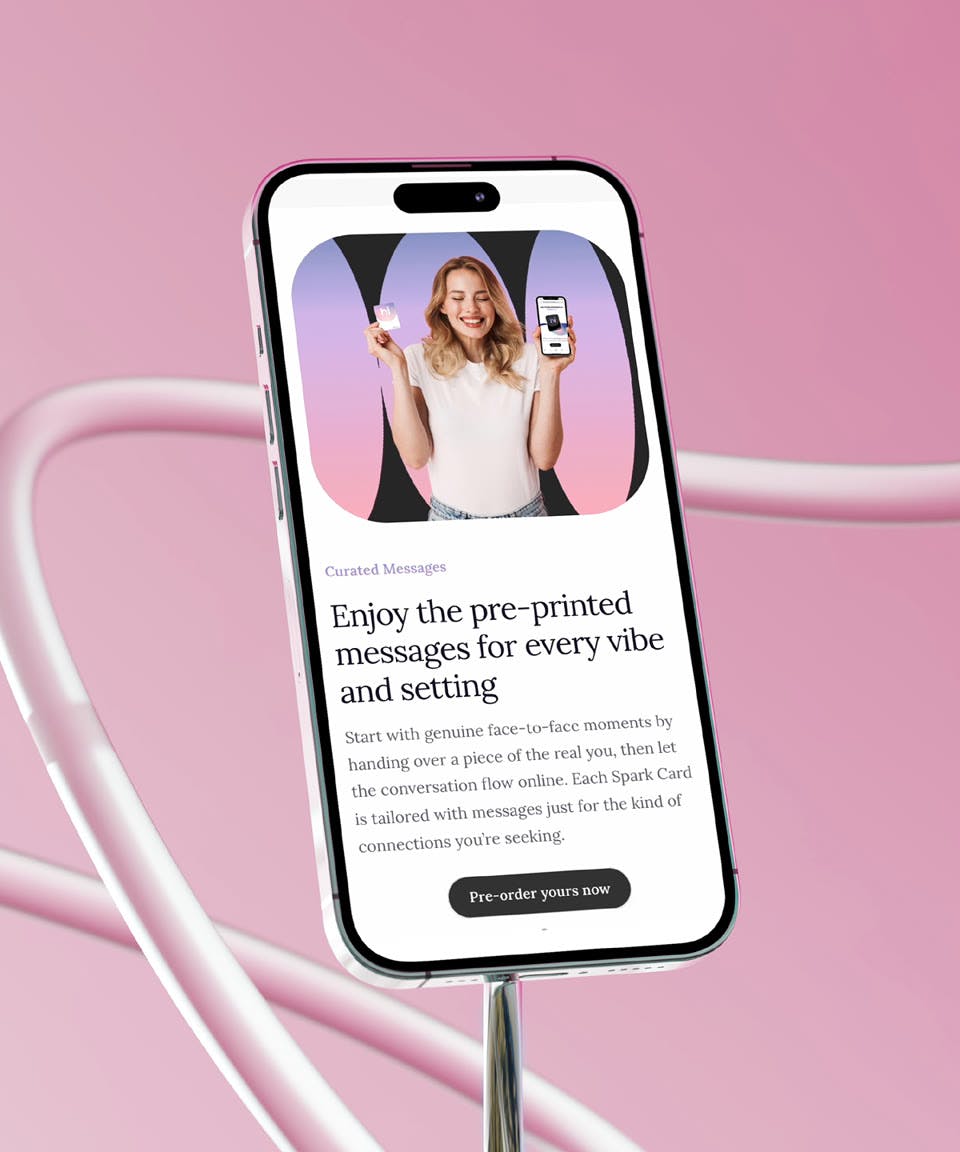 hi
Curated Messages
Enjoy the pre-printed
messages for every vibe
and setting
Start with genuine face-to-face moments by
handing over a piece of the real you, then let
the conversation flow online. Each Spark Card
is tailored with messages just for the kind of
connections you're seeking.
Pre-order yours now